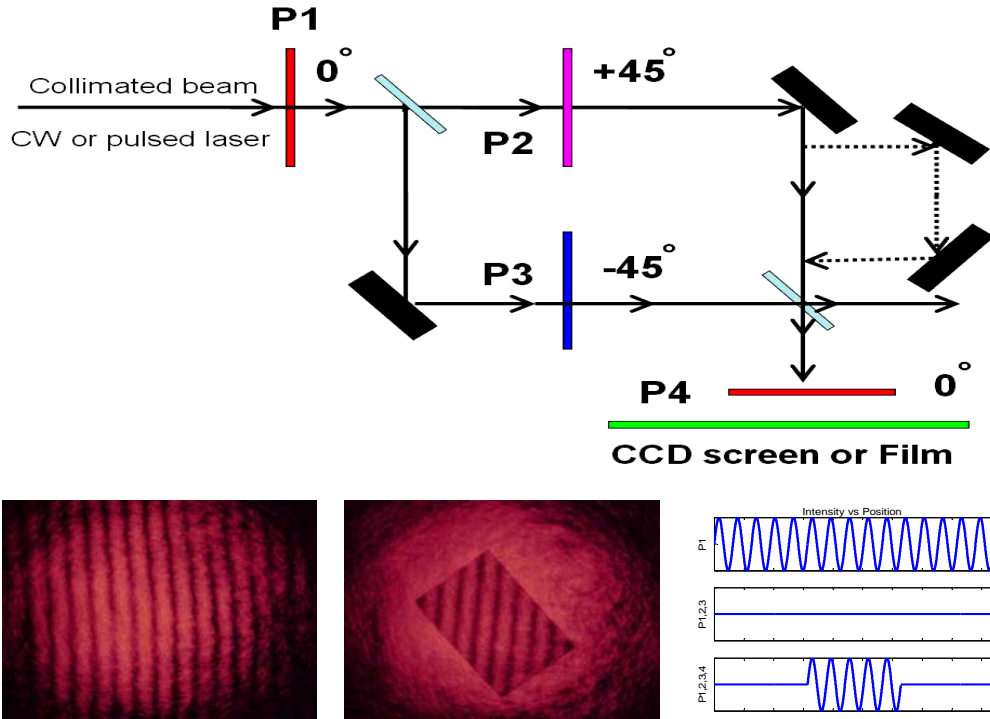 P1
0°
Collimated beam
+45°
CW or pulsed laser
P2
P3
-45°
P4
0°
CCD screen or Film
Intensity vs Position
P1
P1,2,3
P1,2,3,4